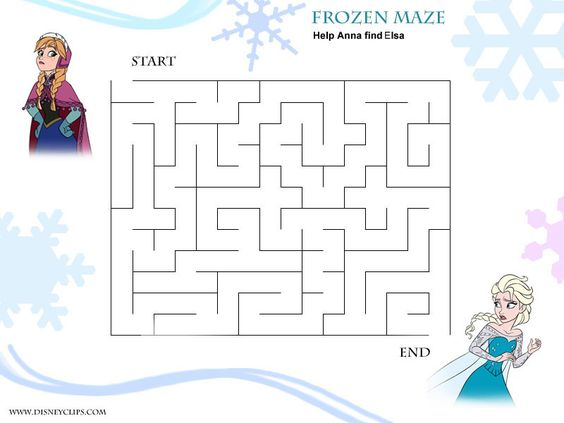 FROZEN MAZE
Help Anna find Elsa
START
END
WWW.DISNEYCLIPS.COM